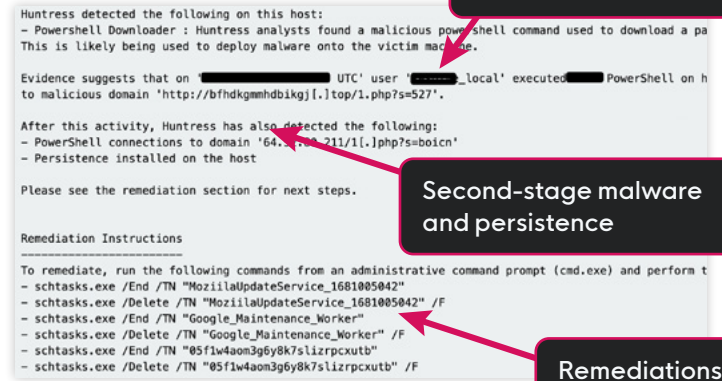 Huntress detected the following on this host:
- Powershell Downloader : Huntress analysts found a malicious powershell command used to download a pa
This is likely being used to deploy malware onto the victim machine.
Evidence suggests that on ' UTC' user ' _local' executed PowerShell on h
to malicious domain 'http://bfhdkgmmhdbikgj[.]top/1.php?s=527'.
After this activity, Huntress has also detected the following:
- PowerShell connections to domain 211/1[.]php?s=boicn'
- Persistence installed on the host
Please see the remediation section for next steps.
Second-stage malware
and persistence
Remediation Instructions
-------------------------
To remediate, run the following commands from an administrative command prompt (cmd.exe) and perform t
- schtasks.exe /End /TN "MoziilaUpdateService_1681005042"
- schtasks.exe /Delete /TN "MoziilaUpdateService_1681005042" /F
- schtasks.exe /End /TN "Google_Maintenance_Worker"
- schtasks.exe /Delete /TN "Google_Maintenance_Worker" /F
- schtasks.exe /End /TN "05f1w4aom3g6y8k7slizrpcxutb"
- schtasks.exe /Delete /TN "05f1w4aom3g6y8k7slizrpcxutb" /F
Remediations